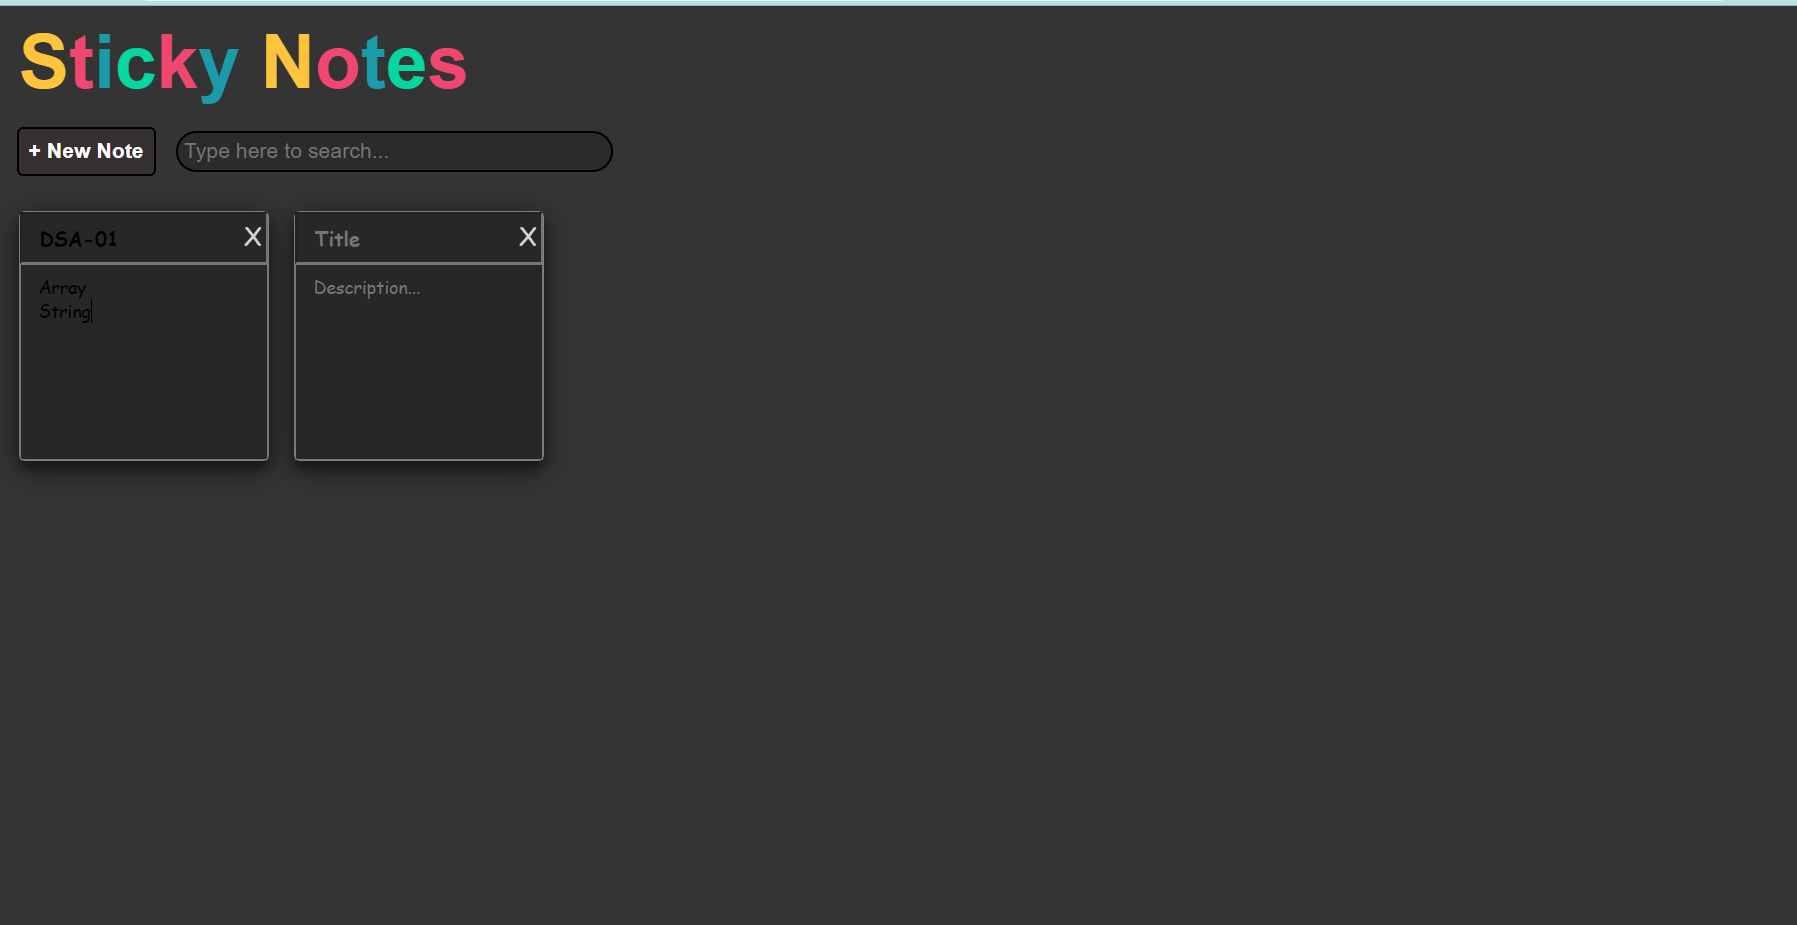 Sticky Notes
+ New Note
Type here to search...
DSA-01
X
Array
String
Title
X
Description...